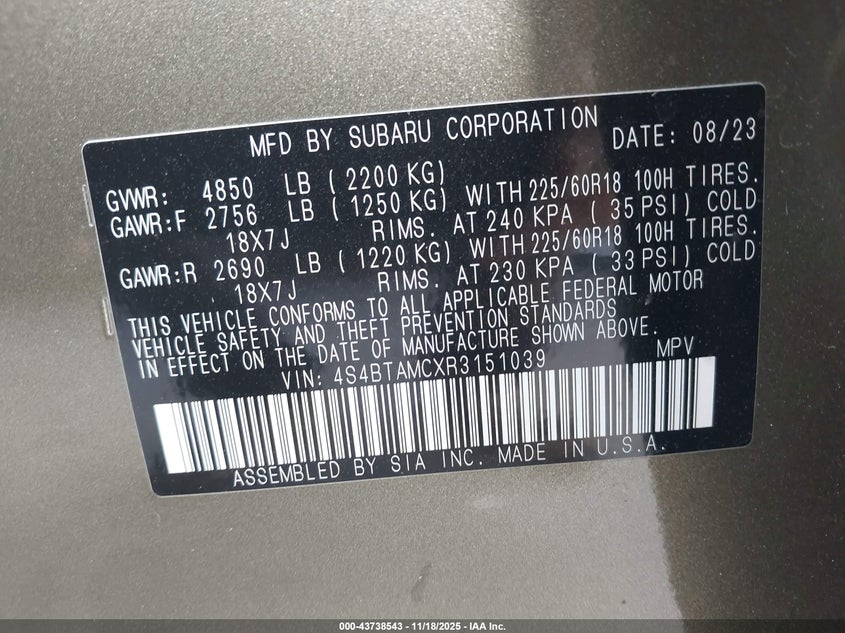 MFD BY SUBARU CORPORATION DATE: 08/23
GVWR: 4850 LB ( 2200 KG)
GAWR:F 2756 LB ( 1250 KG) WITH 225/60R18 100H TIRES.
18X7J RIMS. AT 240 KPA ( 35 PSI) COLD
GAWR:R 2690 LB ( 1220 KG) WITH 225/60R18 100H TIRES.
18X7J RIMS. AT 230 KPA ( 33 PSI) COLD
THIS VEHICLE CONFORMS TO ALL APPLICABLE FEDERAL MOTOR
VEHICLE SAFETY AND THEFT PREVENTION STANDARDS
IN EFFECT ON THE DATE OF MANUFACTURE SHOWN ABOVE.
VIN: 4S4BTAMCXR3151039 MPV
ASSEMBLED BY SIA INC. MADE IN U.S.A.
000-43738543 - 11/18/2025 - IAA Inc.